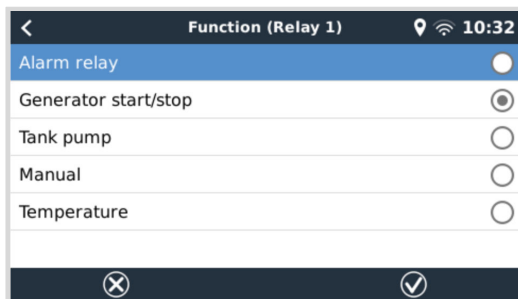 Function (Relay 1) 10:32
Alarm relay
Generator start/stop
Tank pump
Manual
Temperature